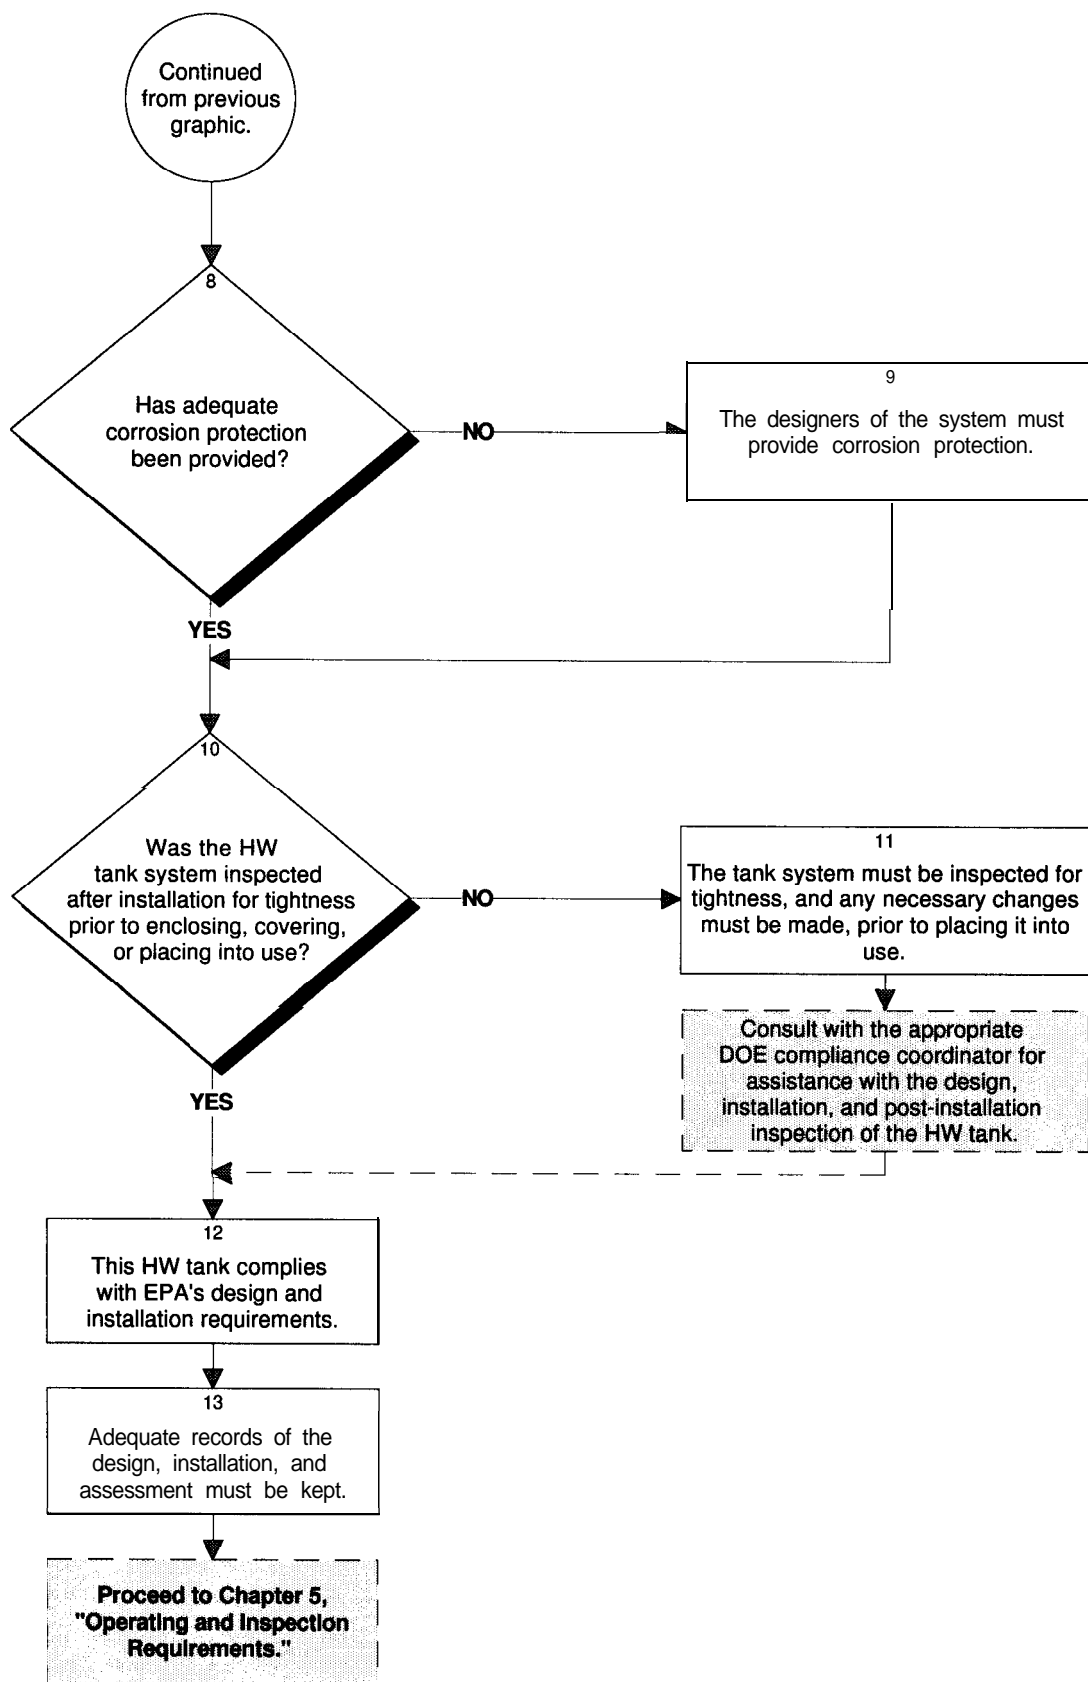 Continued
from previous
graphic.
8
Has adequate
corrosion protection
been provided?
NO
9
The designers of the system must
provide corrosion protection.
YES
10
Was the HW
tank system inspected
after installation for tightness
prior to enclosing, covering,
or placing into use?
NO
11
The tank system must be inspected for
tightness, and any necessary changes
must be made, prior to placing it into
use.
Consult with the appropriate
DOE compliance coordinator for
assistance with the design,
installation, and post-installation
inspection of the HW tank.
YES
12
This HW tank complies
with EPA's design and
installation requirements.
13
Adequate records of the
design, installation, and
assessment must be kept.
Proceed to Chapter 5,
"Operating and Inspection
Requirements."